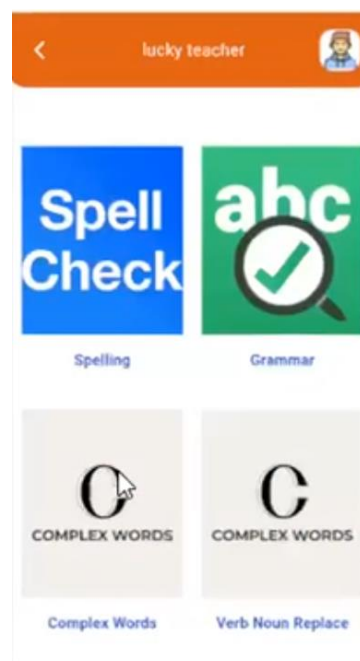 lucky teacher
Spell
Check
abc
Spelling
Grammar
C
COMPLEX WORDS
C
COMPLEX WORDS
Complex Words
Verb Noun Replace